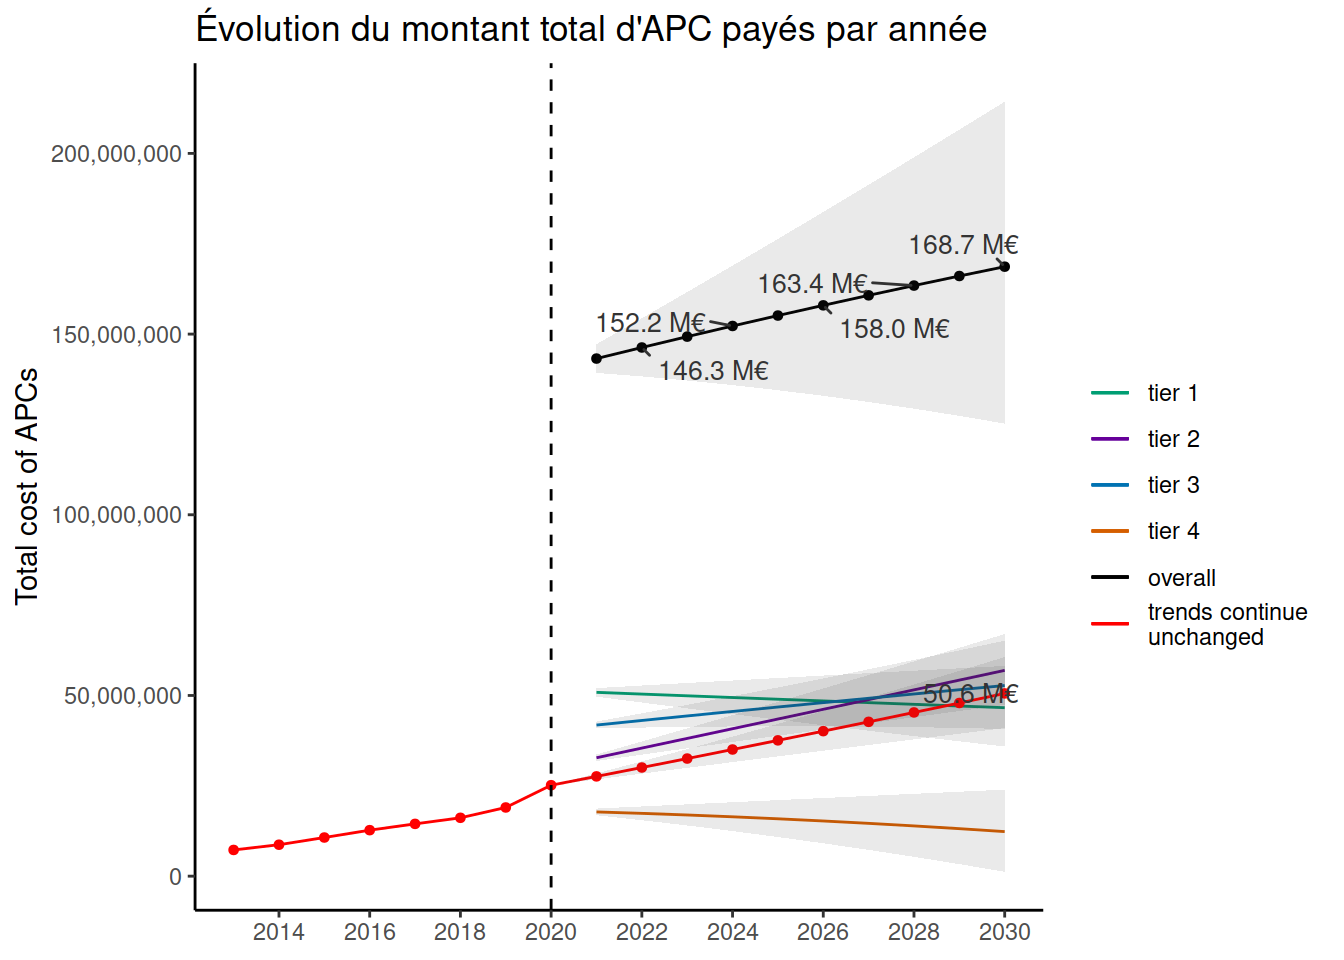 Évolution du montant total d'APC payés par année
Total cost of APCs
200,000,000
150,000,000
100,000,000
50,000,000
0
168.7 M€
163.4 M€
158.0 M€
152.2 M€
146.3 M€
50.6 M€
2014 2016 2018 2020 2022 2024 2026 2028 2030
tier 1
tier 2
tier 3
tier 4
overall
trends continue
unchanged